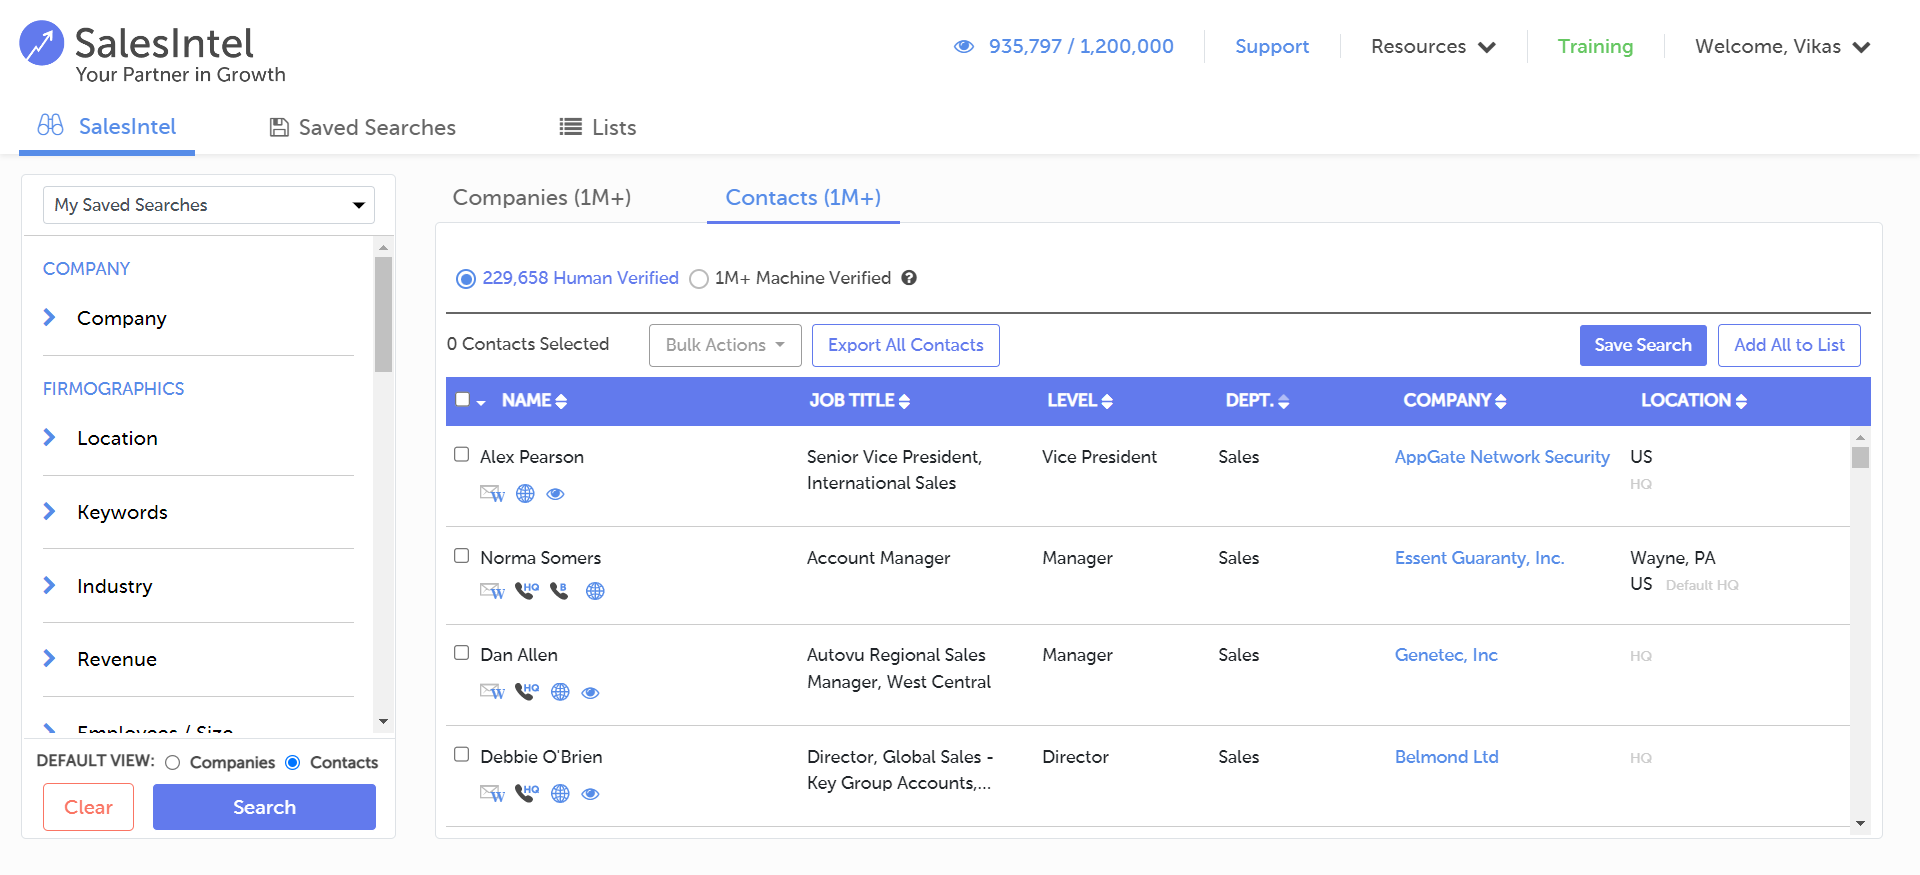 SalesIntel
Your Partner in Growth
935,797 / 1,200,000
Support
Resources
Training
Welcome, Vikas
SalesIntel
Saved Searches
Lists
My Saved Searches
COMPANY
Company
FIRMOGRAPHICS
Location
Keywords
Industry
Revenue
Employees / Size
DEFAULT VIEW: Companies Contacts
Clear
Search
Companies (1M+)
Contacts (1M+)
229,658 Human Verified 1M+ Machine Verified ?
0 Contacts Selected
Bulk Actions
Export All Contacts
Save Search
Add All to List
NAME JOB TITLE LEVEL DEPT. COMPANY LOCATION
Alex Pearson Senior Vice President, Vice President Sales AppGate Network Security US
International Sales HQ
W
Norma Somers Account Manager Manager Sales Essent Guaranty, Inc. Wayne, PA
US Default HQ
W HQ B
Dan Allen Autovu Regional Sales Manager Sales Genetec, Inc HQ
Manager, West Central
W HQ
Debbie O'Brien Director, Global Sales - Director Sales Belmond Ltd HQ
Key Group Accounts,...
W HQ